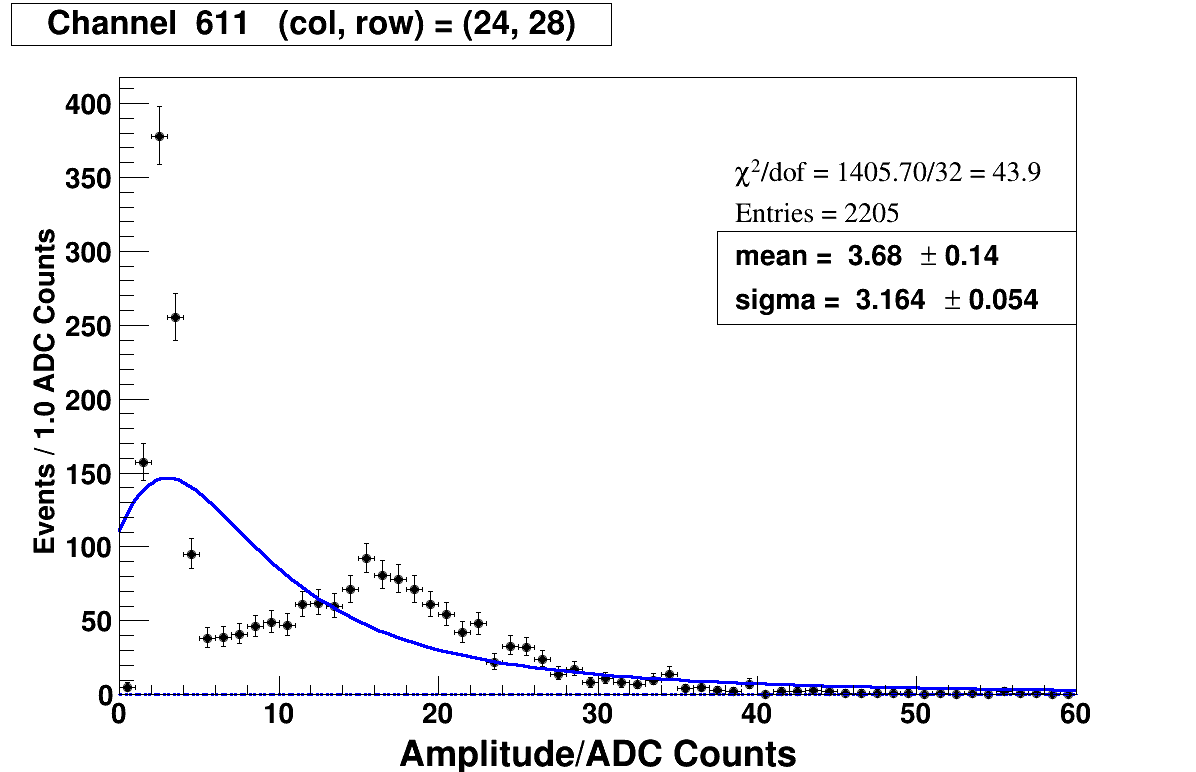 Channel 611 (col, row) = (24, 28)
χ²/dof = 1405.70/32 = 43.9
Entries = 2205
mean = 3.68 ± 0.14
sigma = 3.164 ± 0.054
Events / 1.0 ADC Counts
400
350
300
250
200
150
100
50
0
0 10 20 30 40 50 60
Amplitude/ADC Counts